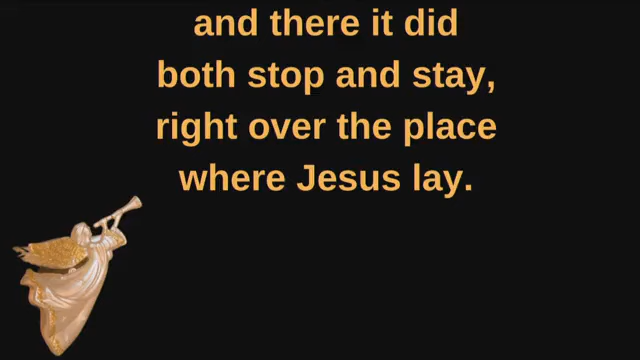 and there it did
both stop and stay,
right over the place
where Jesus lay.